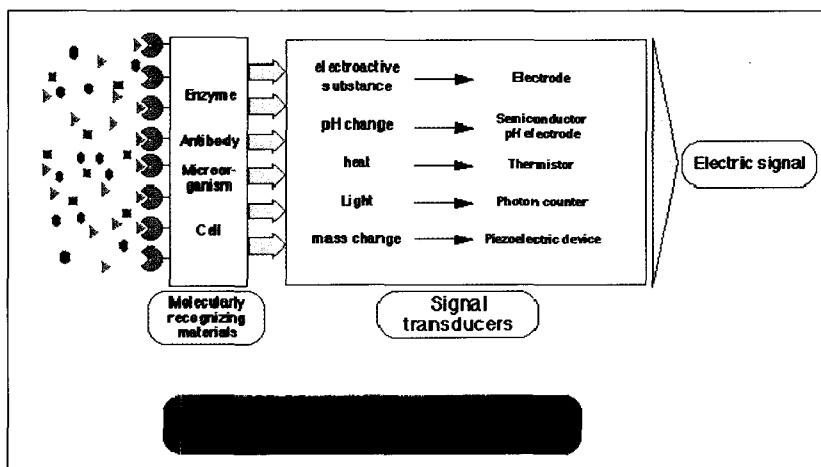 Enzyme
Antibody
Microor-
ganism
Cell
electroactive
substance
Electrode
pH change
Semiconductor
pH electrode
heat
Thermistor
Light
Photon counter
mass change
Piezoelectric device
Electric signal
Molecularly
recognizing
materials
Signal
transducers